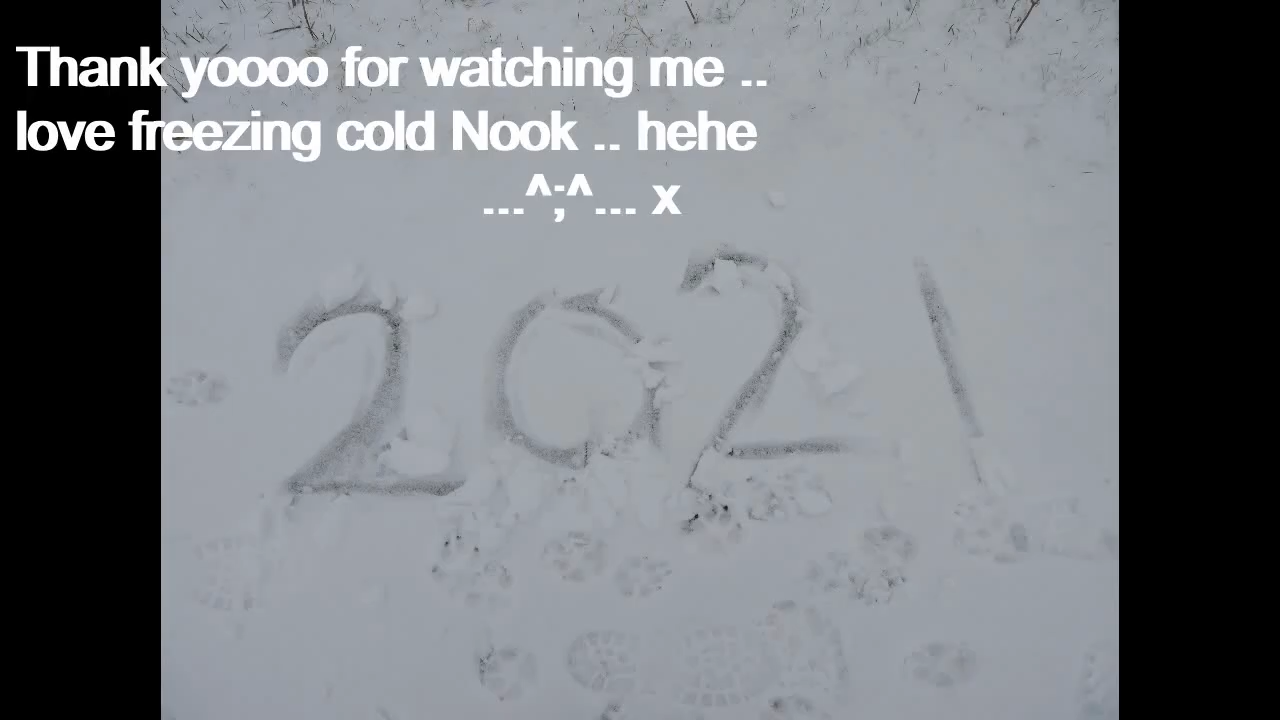 Thank yoooo for watching me ..
love freezing cold Nook .. hehe
...^;^... x
2021